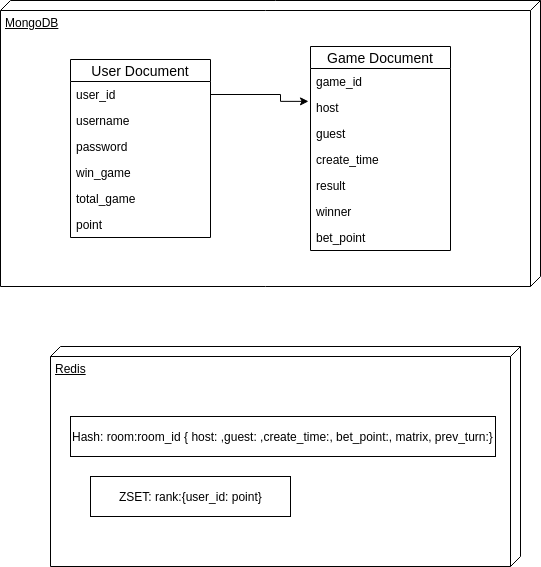 MongoDB
User Document
user_id
username
password
win_game
total_game
point
Game Document
game_id
host
guest
create_time
result
winner
bet_point
Redis
Hash: room:room_id { host: ,guest: ,create_time:, bet_point:, matrix, prev_turn:}
ZSET: rank:{user_id: point}